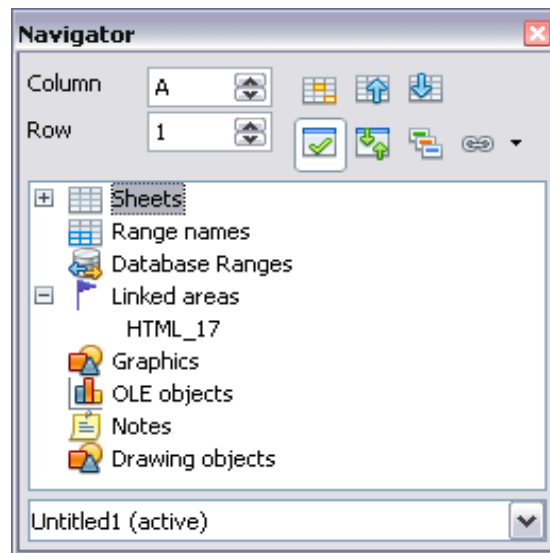 Navigator
Column A
Row 1
Sheets
Range names
Database Ranges
Linked areas
HTML_17
Graphics
OLE objects
Notes
Drawing objects
Untitled1 (active)